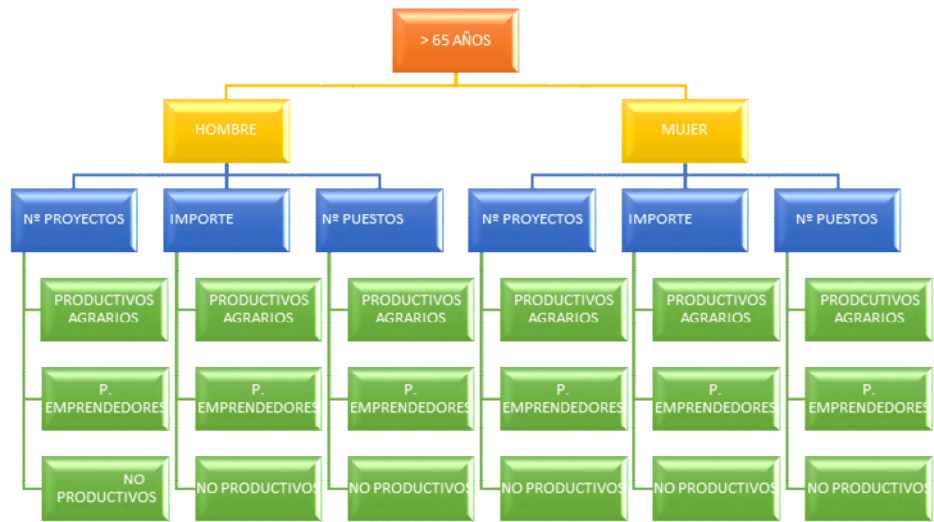 > 65 AÑOS
HOMBRE
MUJER
Nº PROYECTOS
IMPORTE
Nº PUESTOS
Nº PROYECTOS
IMPORTE
Nº PUESTOS
PRODUCTIVOS
AGRARIOS
PRODUCTIVOS
AGRARIOS
PRODUCTIVOS
AGRARIOS
PRODUCTIVOS
AGRARIOS
PRODUCTIVOS
AGRARIOS
PRODCUTIVOS
AGRARIOS
P.
EMPRENDEDORES
P.
EMPRENDEDORES
P.
EMPRENDEDORES
P.
EMPRENDEDORES
P.
EMPRENDEDORES
P.
EMPRENDEDORES
NO
PRODUCTIVOS
NO PRODUCTIVOS
NO PRODUCTIVOS
NO PRODUCTIVOS
NO PRODUCTIVOS
NO PRODUCTIVOS